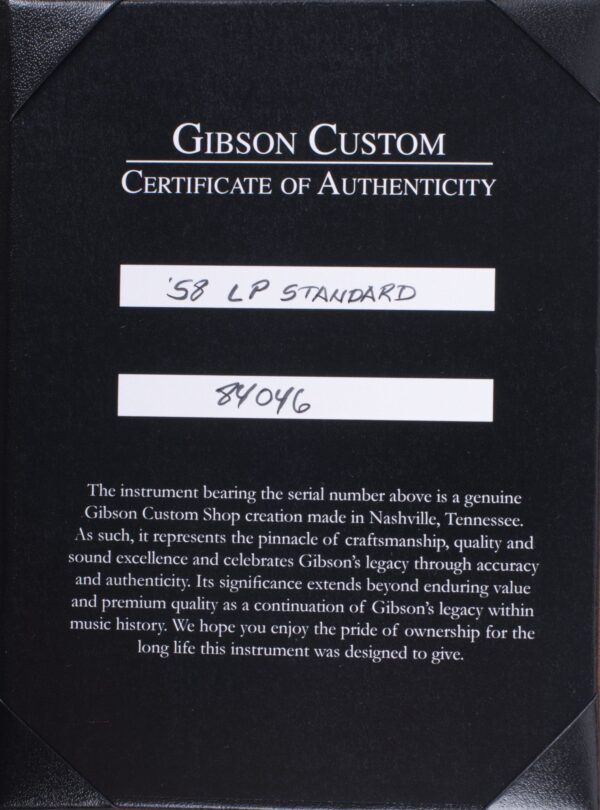 GIBSON CUSTOM
CERTIFICATE OF AUTHENTICITY
'58 LP STANDARD
84046
The instrument bearing the serial number above is a genuine
Gibson Custom Shop creation made in Nashville, Tennessee.
As such, it represents the pinnacle of craftsmanship, quality and
sound excellence and celebrates Gibson's legacy through accuracy
and authenticity. Its significance extends beyond enduring value
and premium quality as a continuation of Gibson's legacy within
music history. We hope you enjoy the pride of ownership for the
long life this instrument was designed to give.